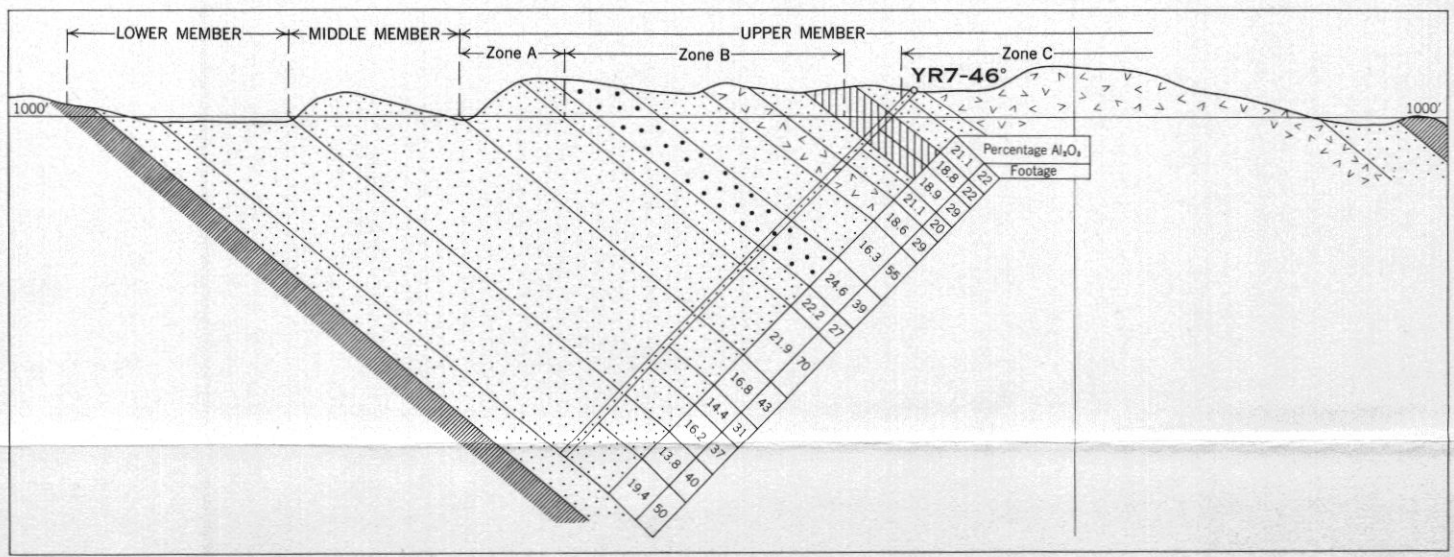 LOWER MEMBER
MIDDLE MEMBER
UPPER MEMBER
Zone A
Zone B
Zone C
YR7-46°
1000'
1000'
Percentage Al₂O₃
Footage
21.1 22
18.8 22
18.9 29
21.1 20
18.6 29
16.3 56
24.6 39
22.2 27
21.9 70
16.8 43
14.4 31
16.2 37
13.8 40
19.4 50